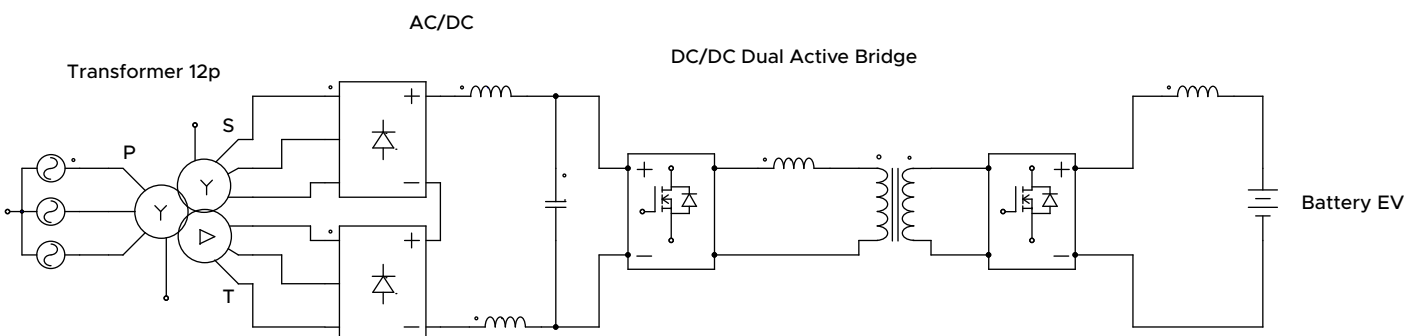 AC/DC
DC/DC Dual Active Bridge
Transformer 12p
S
P
Y
Y
T
Battery EV